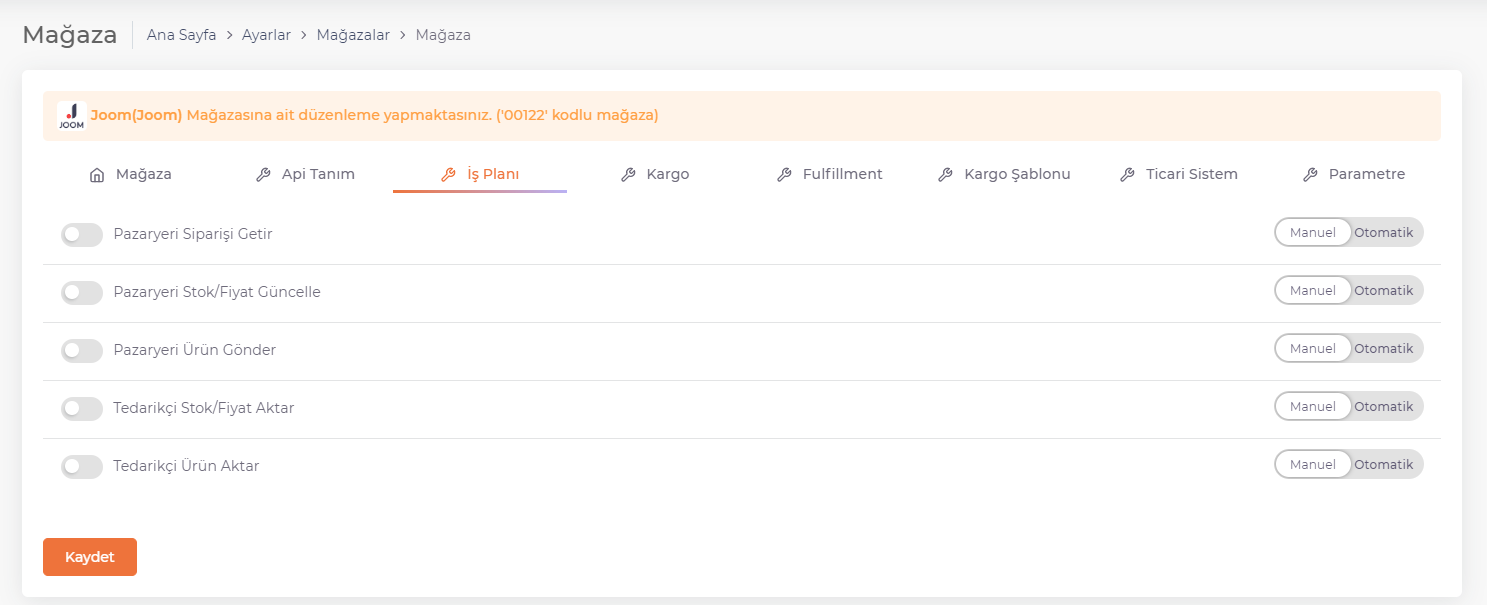 Mağaza Ana Sayfa > Ayarlar > Mağazalar > Mağaza
JOOM Joom(Joom) Mağazasına ait düzenleme yapmaktasınız. ('00122' kodlu mağaza)
Mağaza Api Tanım İş Planı Kargo Fulfillment Kargo Şablonu Ticari Sistem Parametre
Pazaryeri Siparişi Getir Manuel Otomatik
Pazaryeri Stok/Fiyat Güncelle Manuel Otomatik
Pazaryeri Ürün Gönder Manuel Otomatik
Tedarikçi Stok/Fiyat Aktar Manuel Otomatik
Tedarikçi Ürün Aktar Manuel Otomatik
Kaydet